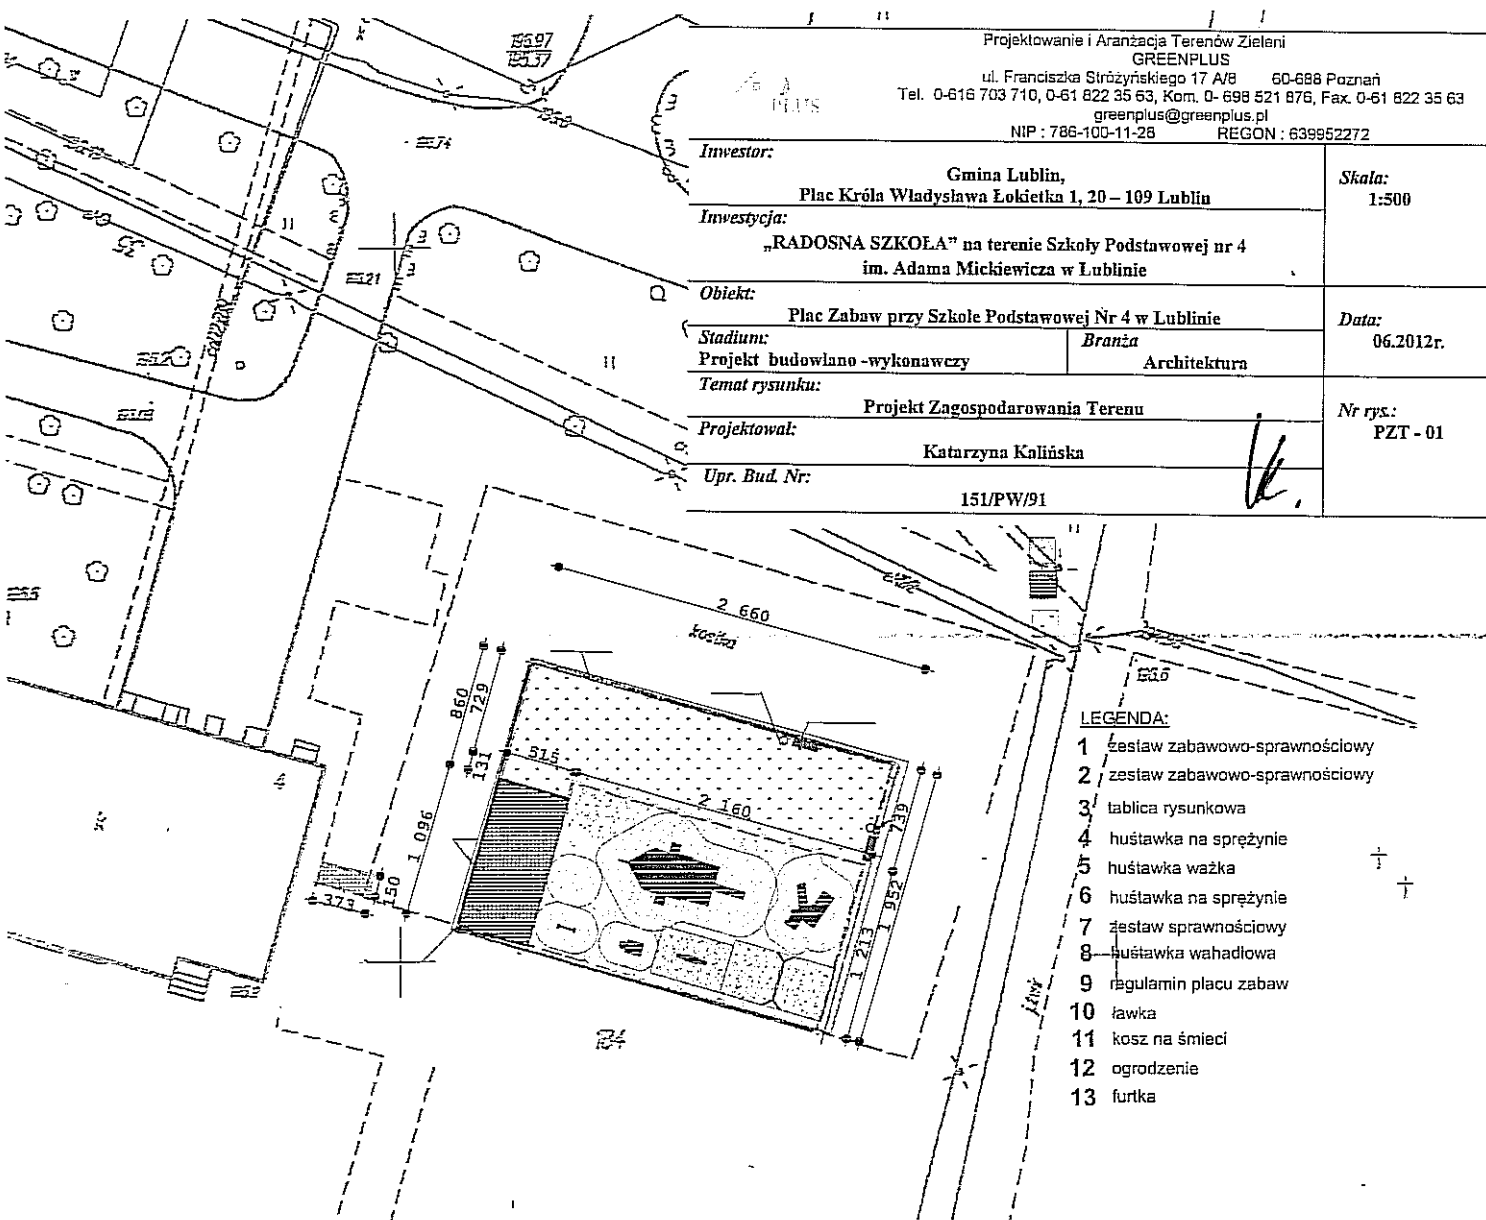 Projektowanie i Aranżacja Terenów Zieleni
GREENPLUS
ul. Franciszka Stróżyńskiego 17 A/8 60-688 Poznań
Tel. 0-616 703 710, 0-61 822 35 63, Kom. 0- 698 521 876, Fax. 0-61 822 35 63
greenplus@greenplus.pl
NIP : 786-100-11-28 REGON : 639952272
PLUS
Inwestor:
Gmina Lublin,
Plac Króla Władysława Łokietka 1, 20 – 109 Lublin
Skala:
1:500
Inwestycja:
„RADOSNA SZKOŁA” na terenie Szkoły Podstawowej nr 4
im. Adama Mickiewicza w Lublinie
Obiekt:
Plac Zabaw przy Szkole Podstawowej Nr 4 w Lublinie
Data:
06.2012r.
Stadium:
Projekt budowlano -wykonawczy
Branża
Architektura
Temat rysunku:
Projekt Zagospodarowania Terenu
Nr rys.:
PZT - 01
Projektował:
Katarzyna Kalińska
Upr. Bud. Nr:
151/PW/91
2 660
kostka
860
729
131
515
2 160
739
1 096
150
373
952
1 213
LEGENDA:
1 zestaw zabawowo-sprawnościowy
2 zestaw zabawowo-sprawnościowy
3 tablica rysunkowa
4 huśtawka na sprężynie
5 huśtawka ważka
6 huśtawka na sprężynie
7 zestaw sprawnościowy
8 huśtawka wahadłowa
9 regulamin placu zabaw
10 ławka
11 kosz na śmieci
12 ogrodzenie
13 furtka